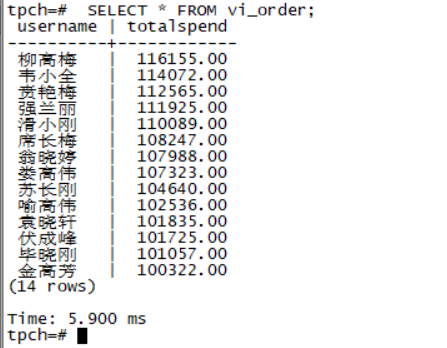 tpch=#  SELECT * FROM vi_order;
 username | totalspend
----------+------------
 柳高梅   |  116155.00
 韦小全   |  114072.00
 贲艳梅   |  112565.00
 强兰丽   |  111925.00
 滑小刚   |  110089.00
 席长梅   |  108247.00
 翁晓婷   |  107988.00
 娄高伟   |  107323.00
 苏长刚   |  104640.00
 喻高伟   |  102536.00
 袁晓轩   |  101835.00
 伏成峰   |  101725.00
 毕晓刚   |  101057.00
 金高芳   |  100322.00
(14 rows)
Time: 5.900 ms
tpch=#